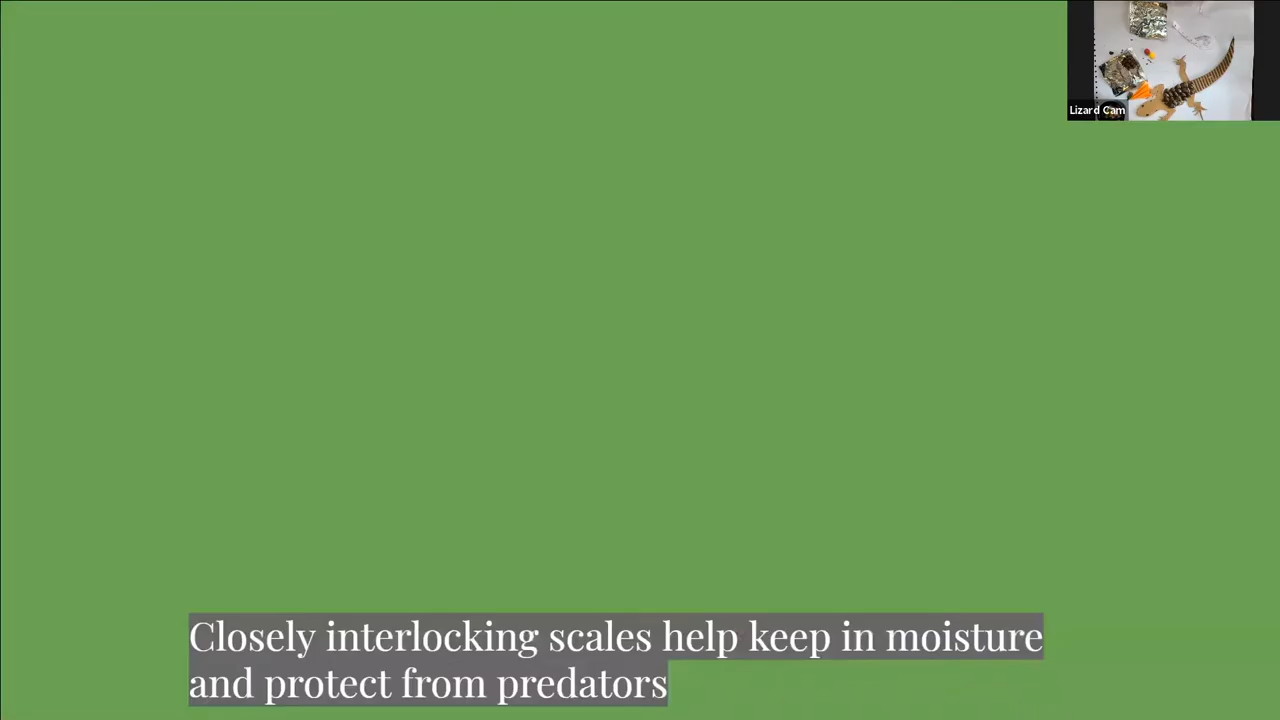 Lizard Cam
Closely interlocking scales help keep in moisture
and protect from predators